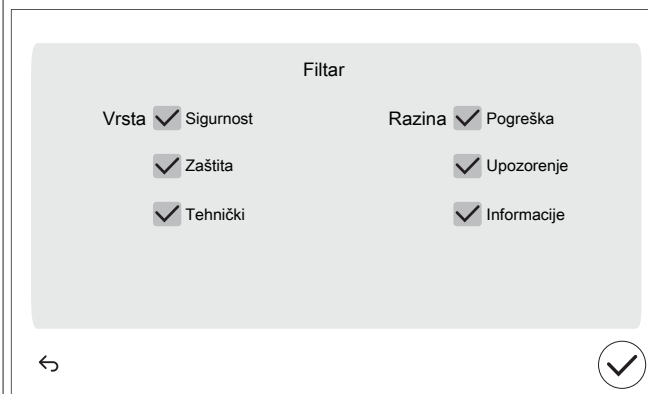 Filtar
Vrsta Sigurnost Razina Pogreška
Zaštita Upozorenje
Tehnički Informacije